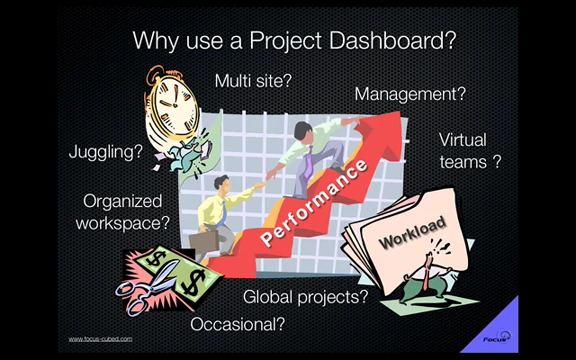 Why use a Project Dashboard?
Multi site?
Management?
Juggling?
Virtual
teams ?
Organized
workspace?
Performance
Workload
Global projects?
Occasional?
www.focus-cubed.com
Focus³